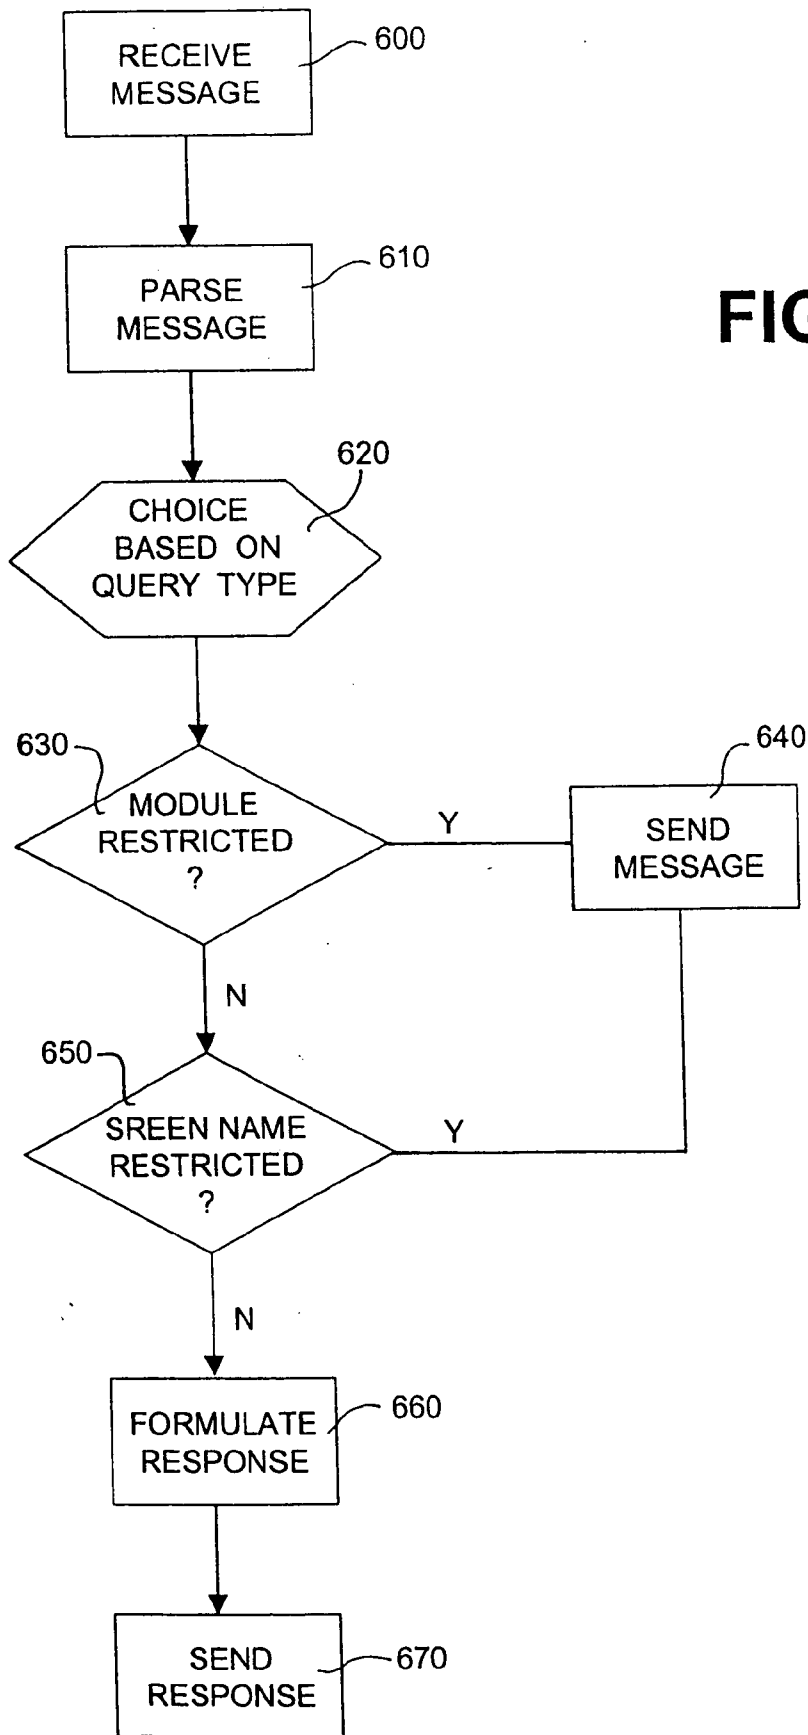 RECEIVE
MESSAGE
600
PARSE
MESSAGE
610
FIG
620
CHOICE
BASED ON
QUERY TYPE
630
MODULE
RESTRICTED
?
Y
640
SEND
MESSAGE
N
650
SREEN NAME
RESTRICTED
?
Y
N
FORMULATE
RESPONSE
660
SEND
RESPONSE
670